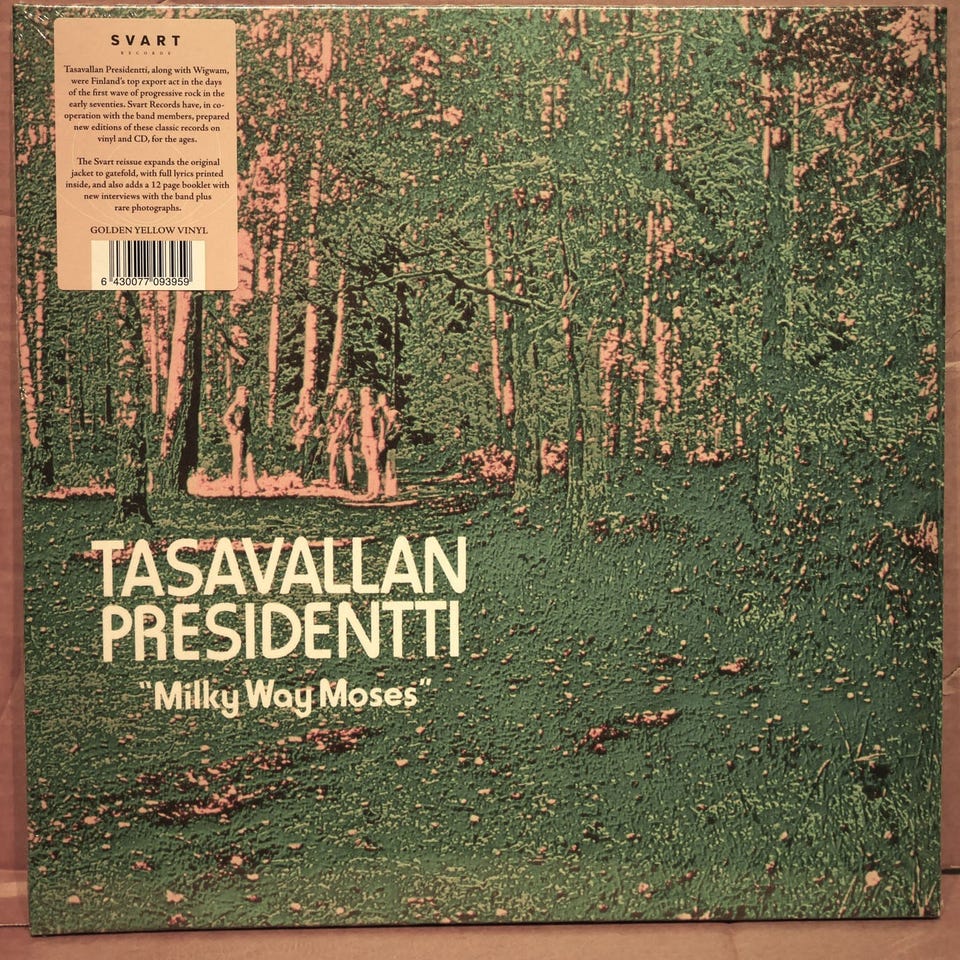 SVART
RECORDS
Tasavallan Presidentti, along with Wigwam,
were Finland's top export act in the days
of the first wave of progressive rock in the
early seventies. Svart Records have, in co-
operation with the band members, prepared
new editions of these classic records on
vinyl and CD, for the ages.
The Svart reissue expands the original
jacket to gatefold, with full lyrics printed
inside, and also adds a 12 page booklet with
new interviews with the band plus
rare photographs.
GOLDEN YELLOW VINYL
6 430077 093959
TASAVALLAN
PRESIDENTTI
"Milky Way Moses"